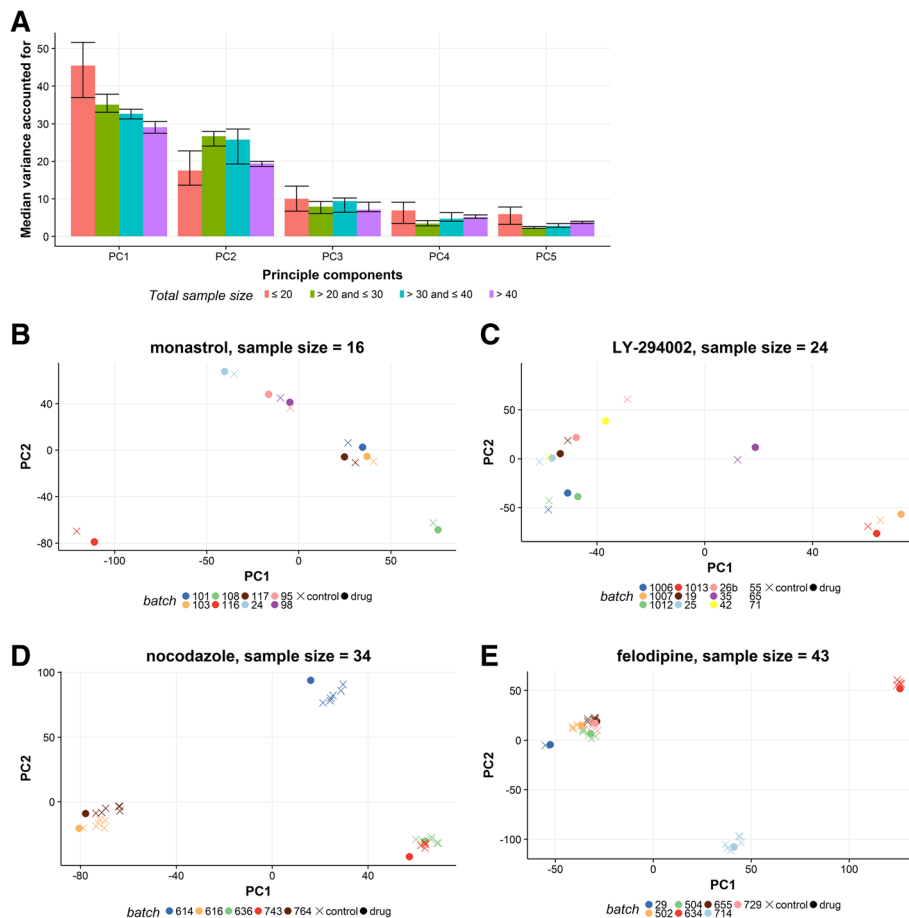 A
Median variance accounted for
50
40
30
20
10
0
PC1 PC2 PC3 PC4 PC5
Principle components
Total sample size ≤ 20 > 20 and ≤ 30 > 30 and ≤ 40 > 40
B
monastrol, sample size = 16
PC2
40
0
-40
-80
-100 -50 0 50
PC1
batch 101 108 117 95 control drug
103 116 24 98
C
LY-294002, sample size = 24
PC2
50
0
-50
-40 0 40
PC1
batch 1006 1013 26b 55 control drug
1007 19 35 65
1012 25 42 71
D
nocodazole, sample size = 34
PC2
100
50
0
-80 -40 0 40
PC1
batch 614 616 636 743 764 control drug
E
felodipine, sample size = 43
PC2
50
0
-50
-100
-50 0 50 100
PC1
batch 29 504 655 729 control drug
502 634 714